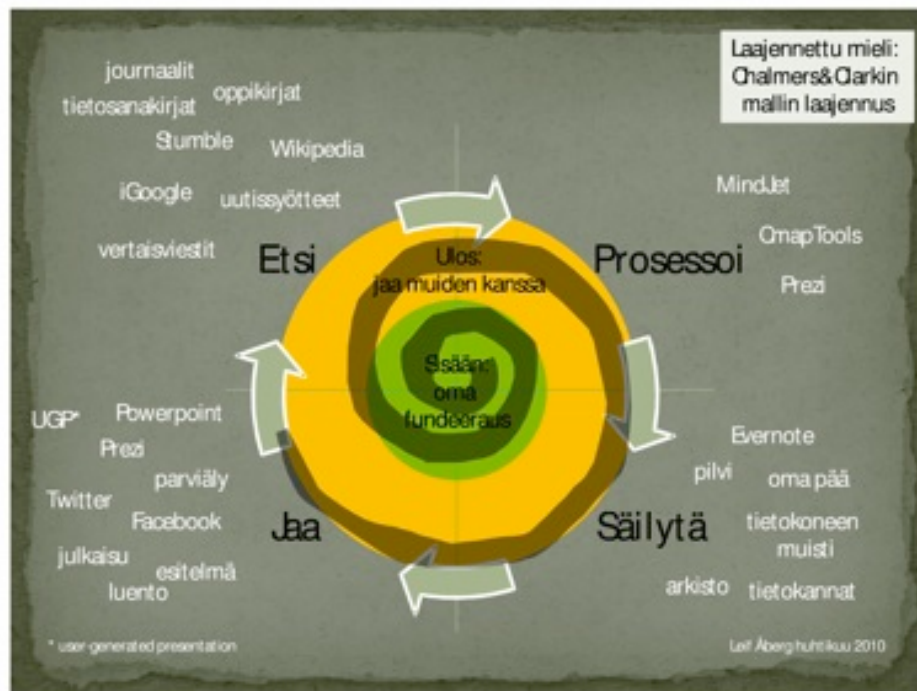 Laajennettu mieli:
Chalmers&Clarkin
mallin laajennus
journaalit
oppikirjat
tietosanakirjat
Stumble
Wikipedia
iGoogle
uutissyötteet
vertaisviestit
MindJet
CmapTools
Prezi
Etsi
Prosessoi
Ulos:
jaa muiden kanssa
Sisään:
oma
fundeeraus
UGP*
Powerpoint
Prezi
parviäly
Twitter
Facebook
julkaisu
esitelmä
luento
Jaa
Säilytä
Evernote
pilvi
oma pää
tietokoneen
muisti
arkisto
tietokannat
* user-generated presentation
Leif Åberg huhtikuu 2010